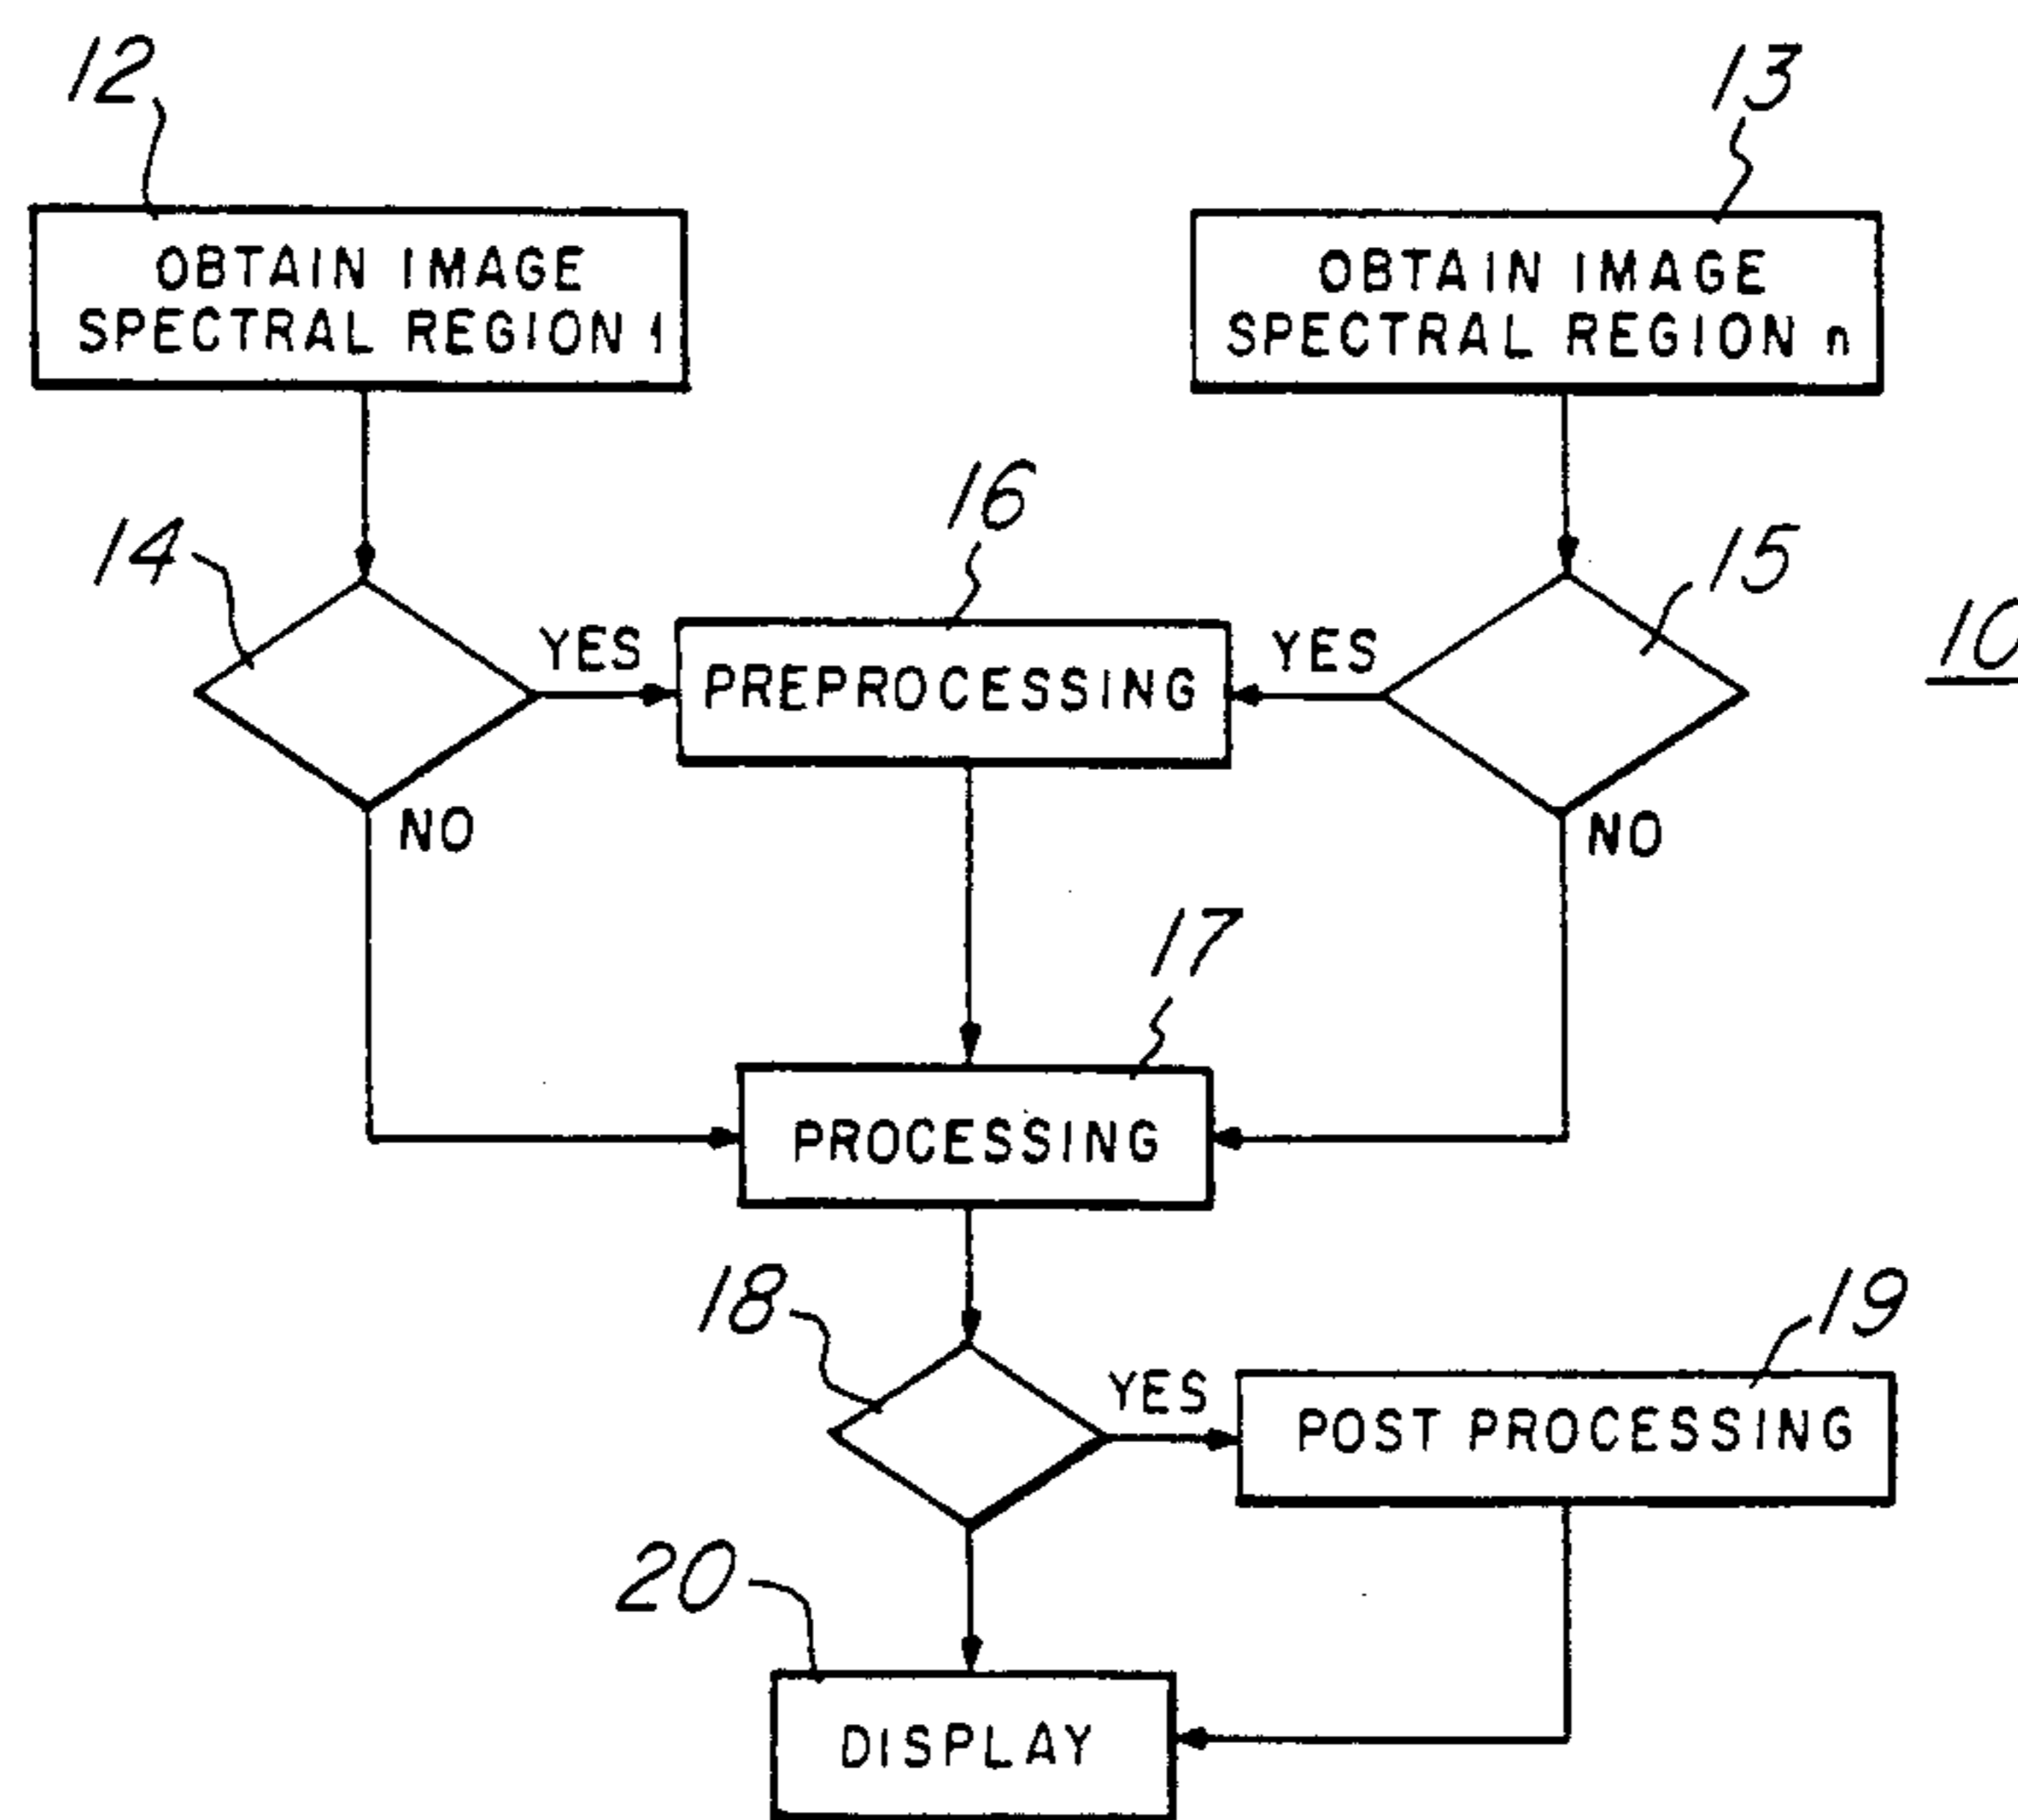 12
13
OBTAIN IMAGE
SPECTRAL REGION 1
OBTAIN IMAGE
SPECTRAL REGION n
14
16
15
10
YES
PREPROCESSING
YES
NO
NO
17
PROCESSING
18
19
YES
POST PROCESSING
20
DISPLAY